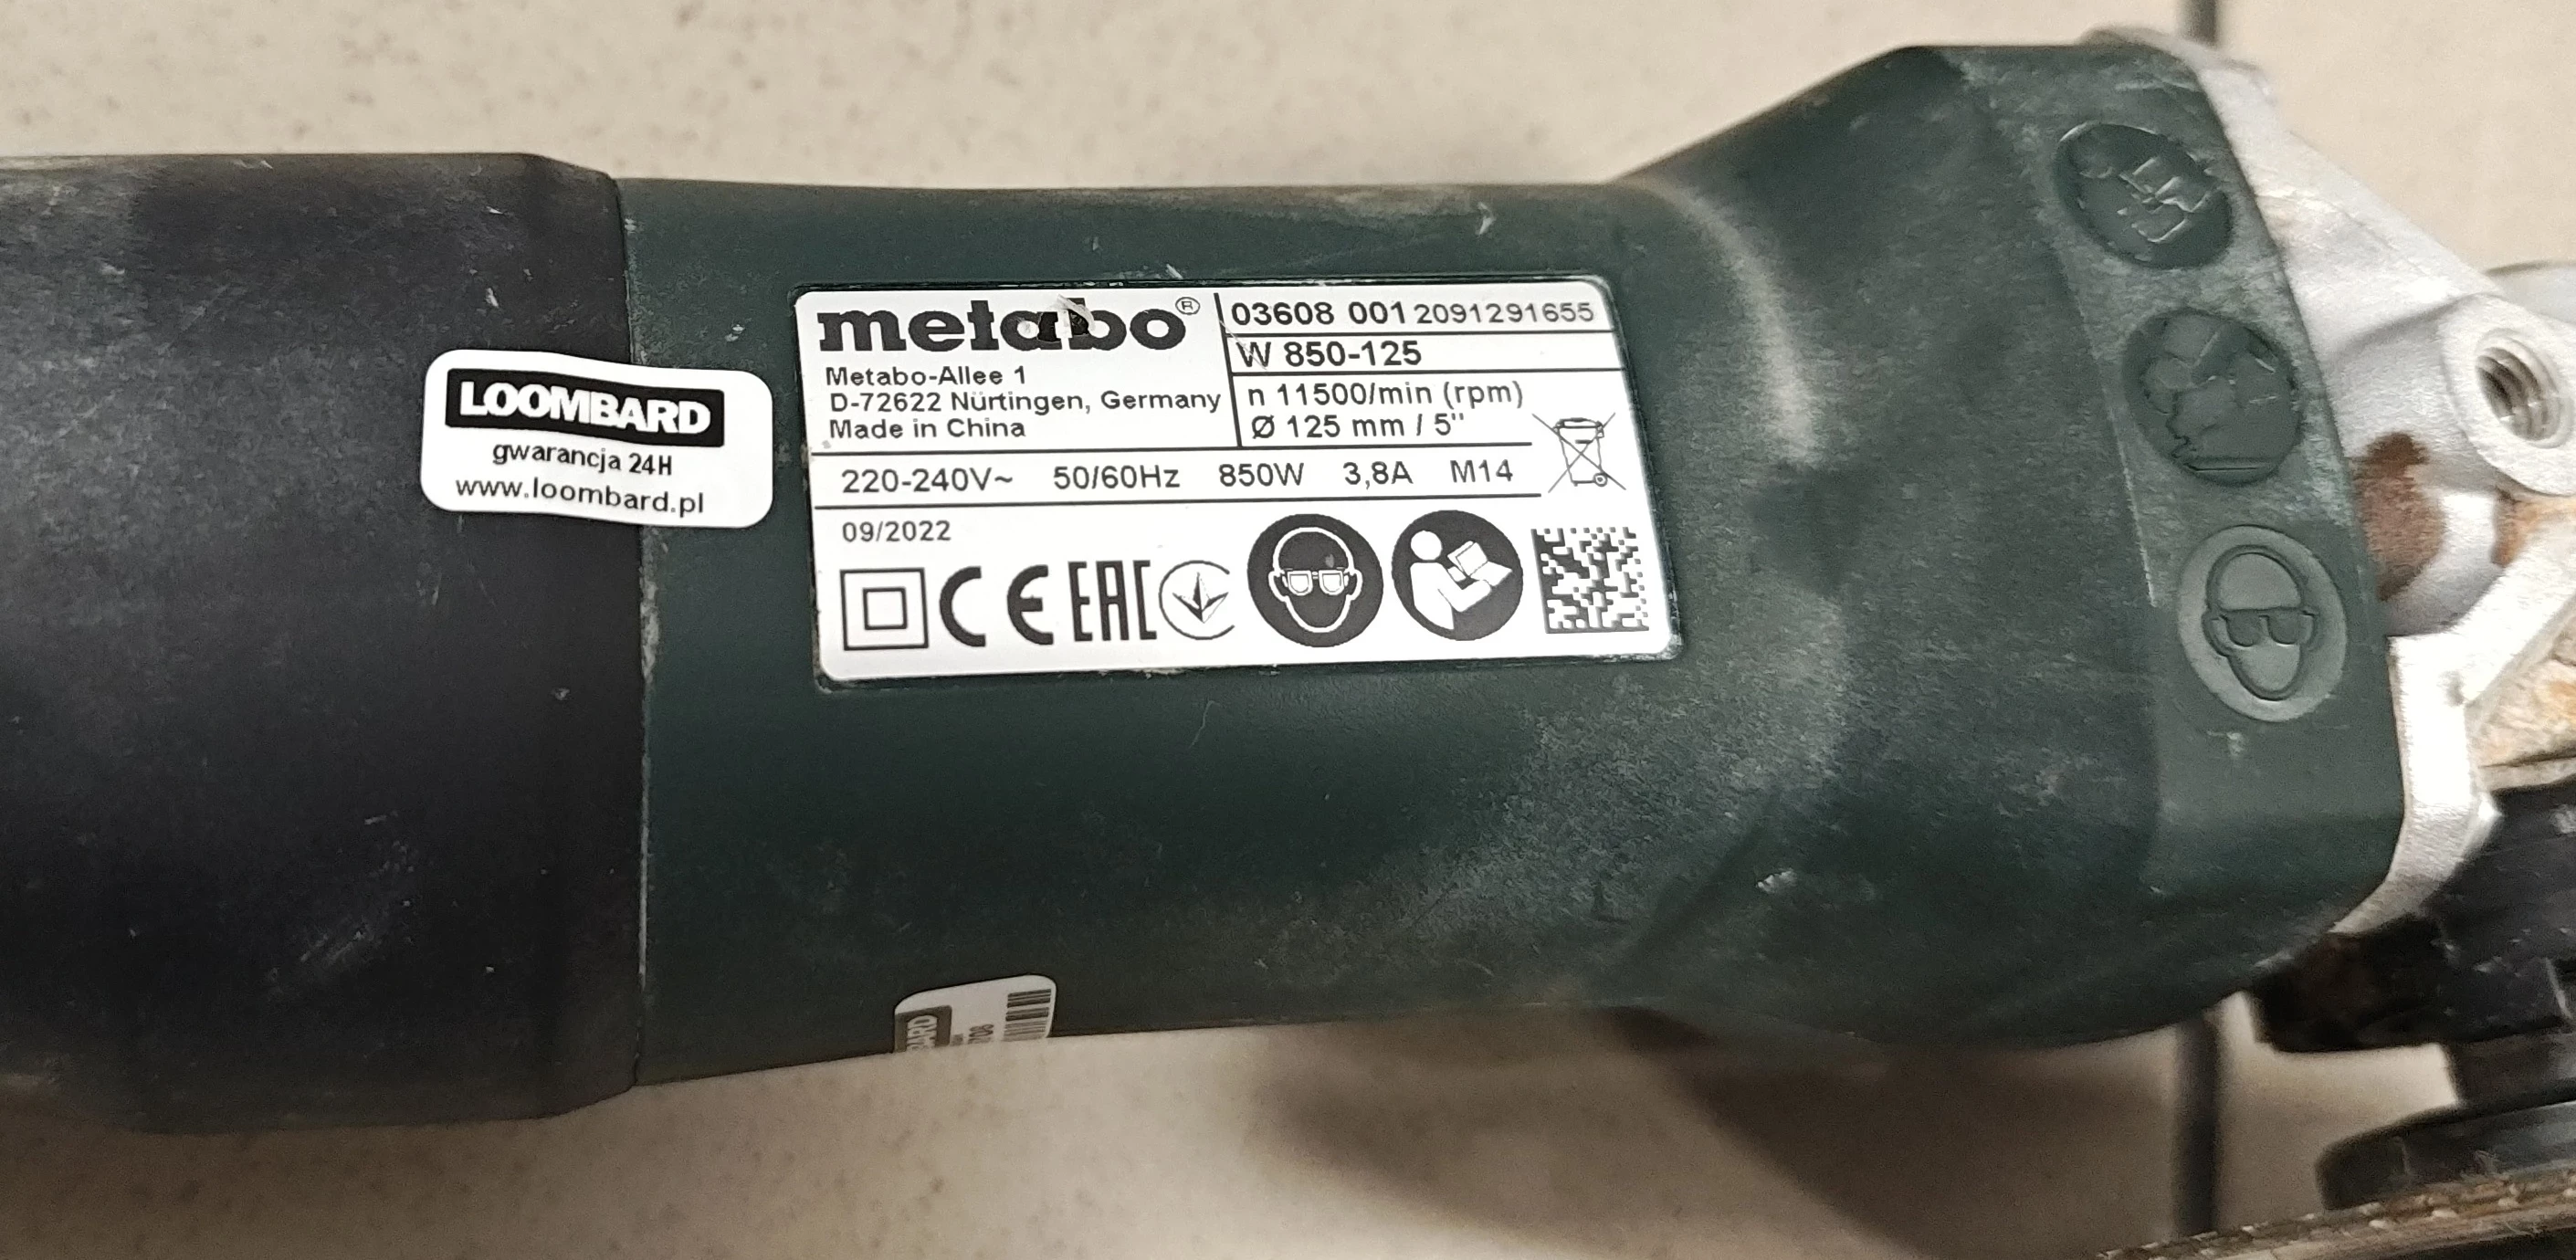 metabo®
Metabo-Allee 1
D-72622 Nürtingen, Germany
Made in China
03608 001 2091291655
W 850-125
n 11500/min (rpm)
Ø 125 mm / 5"
220-240V~ 50/60Hz 850W 3,8A M14
09/2022
CE EAC
LOOMBARD
gwarancja 24H
www.loombard.pl